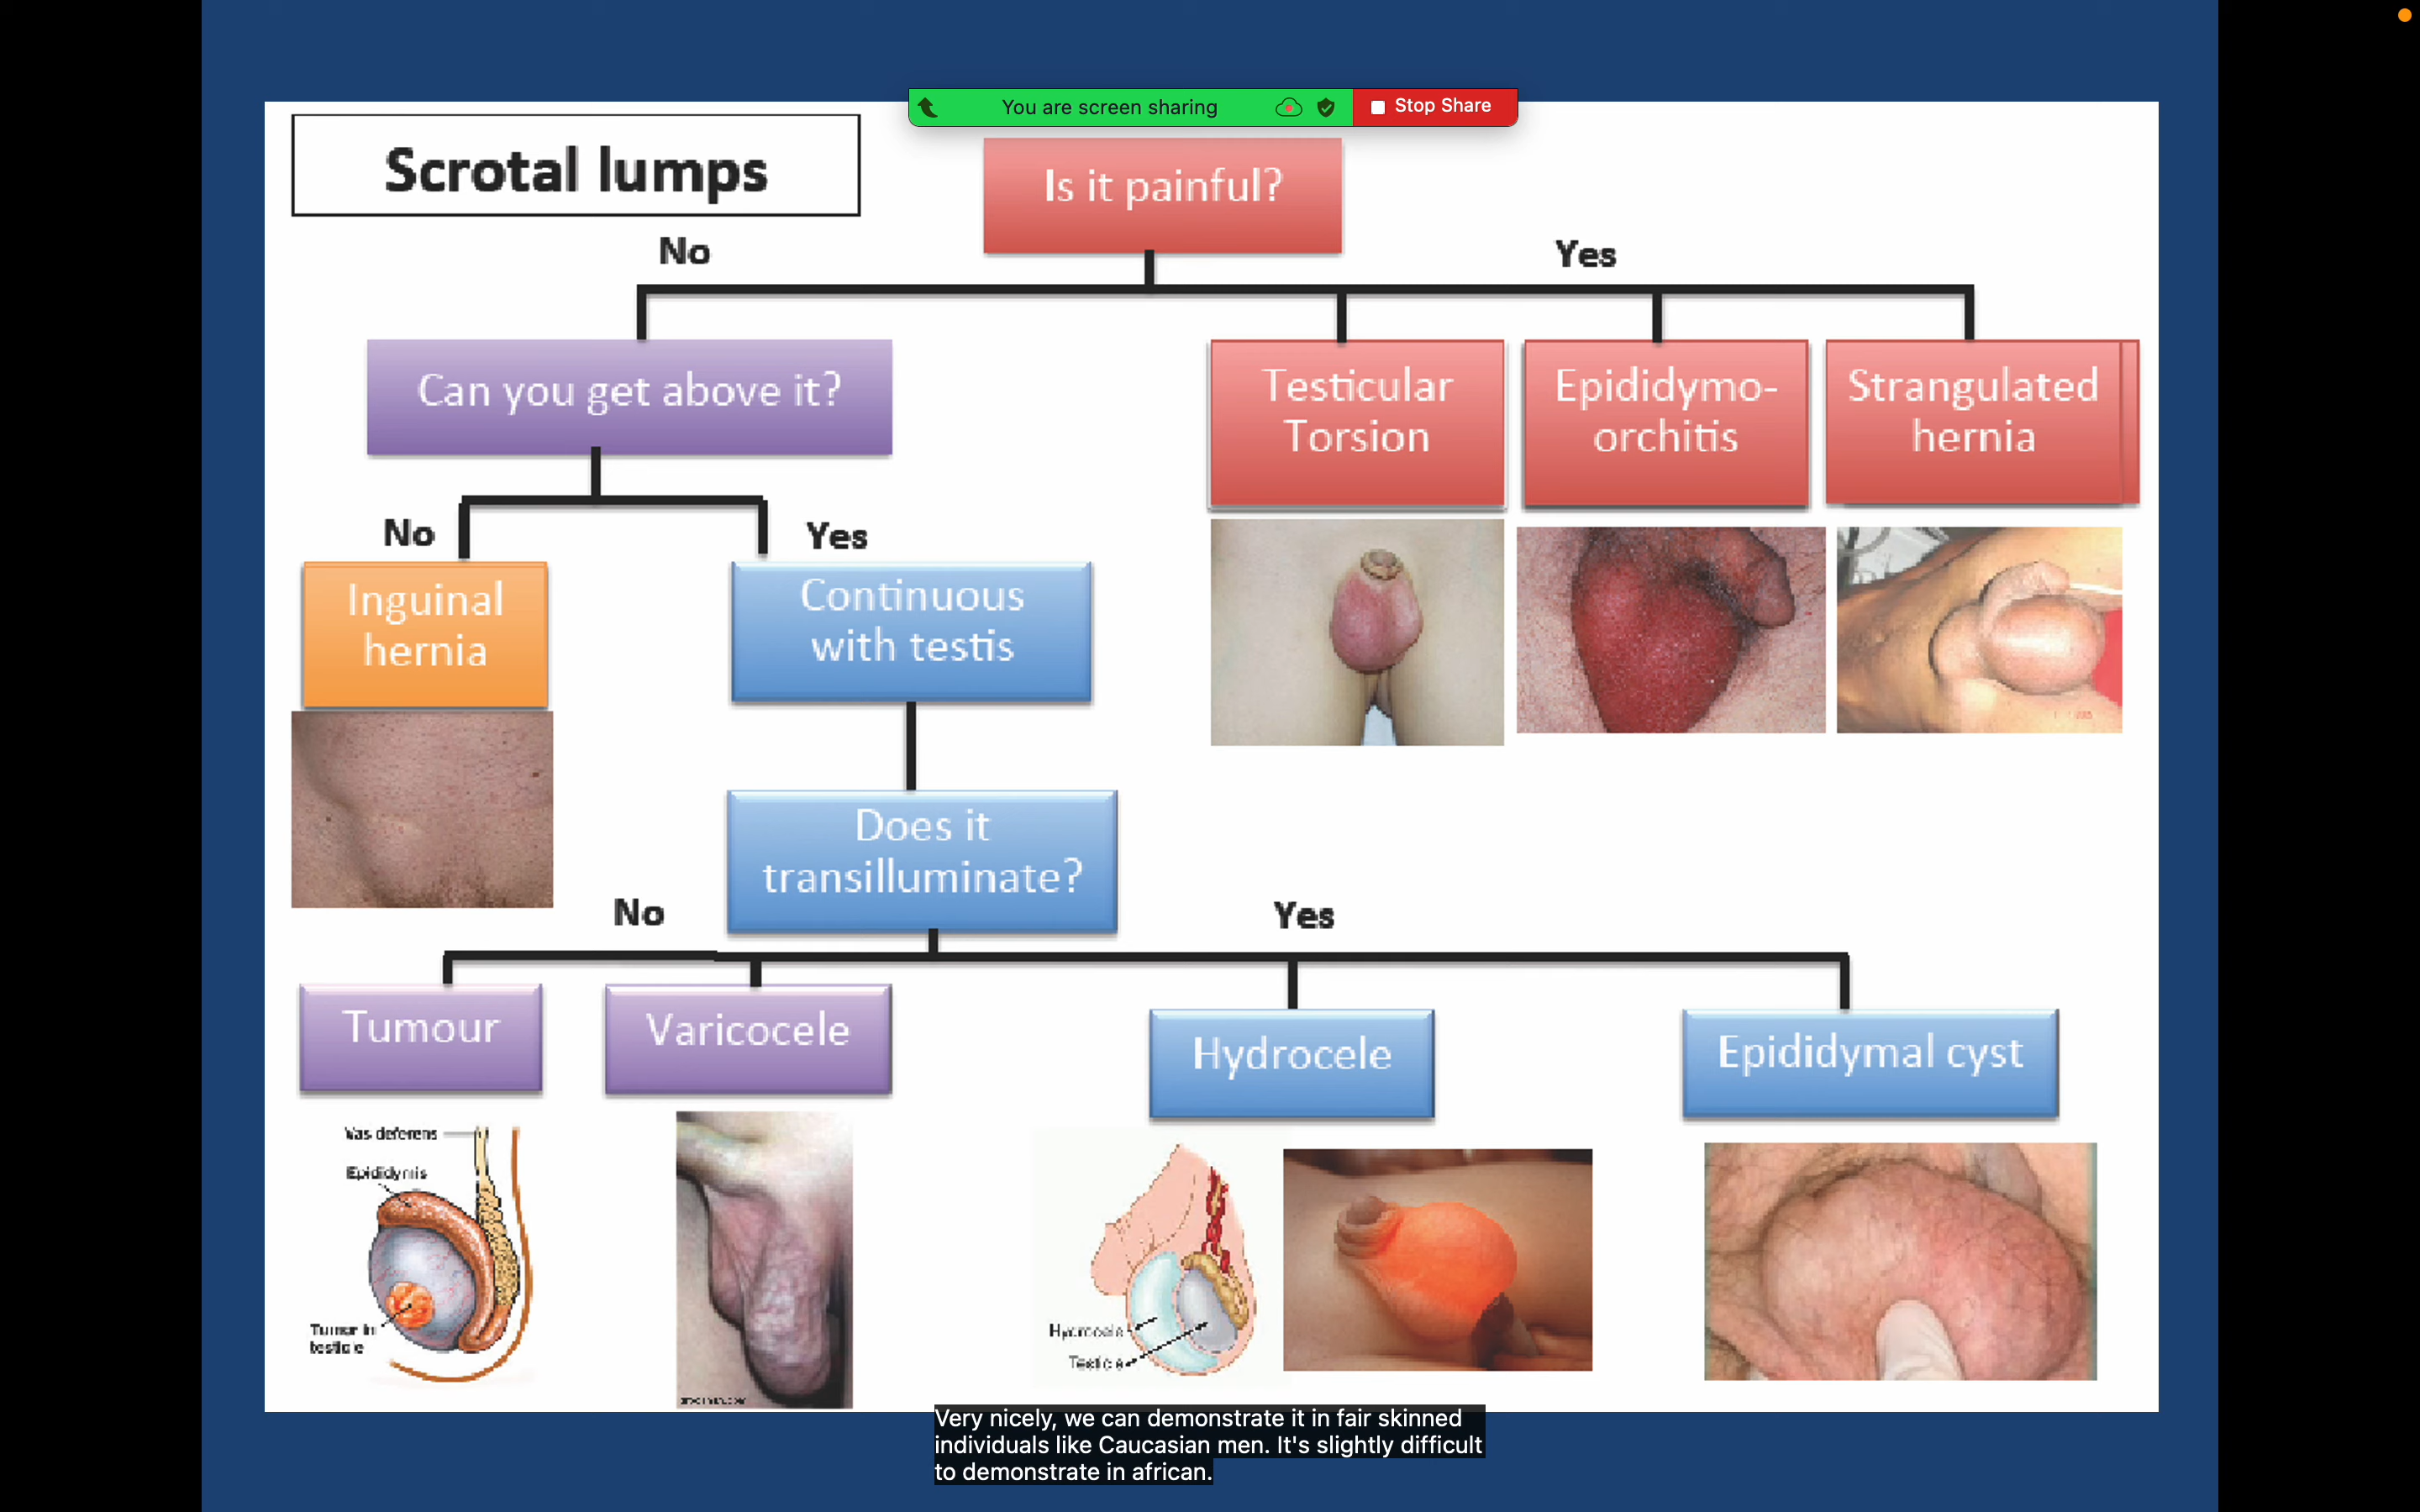 You are screen sharing
Stop Share
Scrotal lumps
Is it painful?
No
Yes
Can you get above it?
Testicular
Torsion
Epididymo-
orchitis
Strangulated
hernia
No
Yes
Inguinal
hernia
Continuous
with testis
Does it
transilluminate?
No
Yes
Tumour
Varicocele
Hydrocele
Epididymal cyst
Vas deferens
Epididymis
Tumor in
testicle
Hydrocele
Testicle
Very nicely, we can demonstrate it in fair skinned
individuals like Caucasian men. It's slightly difficult
to demonstrate in african.